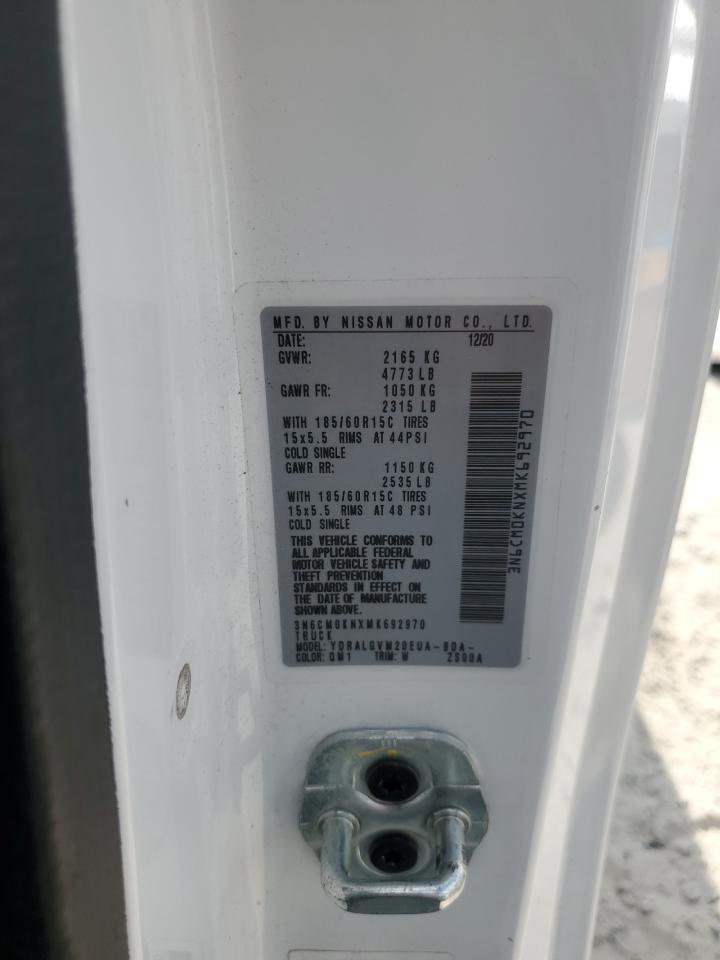 MFD. BY NISSAN MOTOR CO., LTD.
DATE: 12/20
GVWR: 2165 KG
4773 LB
GAWR FR: 1050 KG
2315 LB
WITH 185/60R15C TIRES
15x5.5 RIMS AT 44PSI
COLD SINGLE
GAWR RR: 1150 KG
2535 LB
WITH 185/60R15C TIRES
15x5.5 RIMS AT 48 PSI
COLD SINGLE
THIS VEHICLE CONFORMS TO
ALL APPLICABLE FEDERAL
MOTOR VEHICLE SAFETY AND
THEFT PREVENTION
STANDARDS IN EFFECT ON
THE DATE OF MANUFACTURE
SHOWN ABOVE.
3N6CM0KNXMK692970
TRUCK
MODEL: YDRALGVM20EUA-BDA-
COLOR: QM1 TRIM: W 2S00A
3N6CM0KNXMK692970